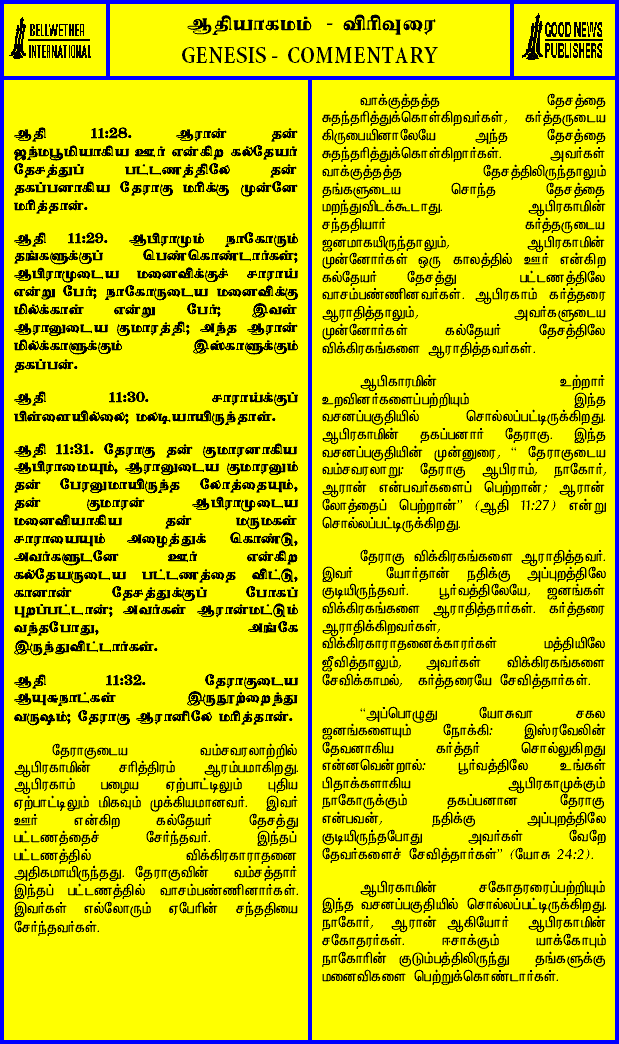 BELLWETHER
INTERNATIONAL
ஆதியாகமம் - விரிவுரை
GENESIS - COMMENTARY
GOOD NEWS
PUBLISHERS
ஆதி 11:28. ஆரான் தன்
ஜந்மபூமியாகிய ஊர் என்கிற கல்தேயர்
தேசத்துப் பட்டணத்திலே தன்
தகப்பனாகிய தேராகு மரிக்கு முன்னே
மரித்தான்.
ஆதி 11:29. ஆபிராமும் நாகோரும்
தங்களுக்குப் பெண்கொண்டார்கள்;
ஆபிராமுடைய மனைவிக்குச் சாராய்
என்று பேர்; நாகோருடைய மனைவிக்கு
மில்க்காள் என்று பேர்; இவள்
ஆரானுடைய குமாரத்தி; அந்த ஆரான்
மில்க்காளுக்கும் இஸ்காளுக்கும்
தகப்பன்.
ஆதி 11:30. சாராய்க்குப்
பிள்ளையில்லை; மலடியாயிருந்தாள்.
ஆதி 11:31. தேராகு தன் குமாரனாகிய
ஆபிராமையும், ஆரானுடைய குமாரனும்
தன் பேரனுமாயிருந்த லோத்தையும்,
தன் குமாரன் ஆபிராமுடைய
மனைவியாகிய தன் மருமகள்
சாராயையும் அழைத்துக் கொண்டு,
அவர்களுடனே ஊர் என்கிற
கல்தேயருடைய பட்டணத்தை விட்டு,
கானான் தேசத்துக்குப் போகப்
புறப்பட்டான்; அவர்கள் ஆரான்மட்டும்
வந்தபோது, அங்கே
இருந்துவிட்டார்கள்.
ஆதி 11:32. தேராகுடைய
ஆயுசுநாட்கள் இருநூற்றைந்து
வருஷம்; தேராகு ஆரானிலே மரித்தான்.
தேராகுடைய வம்சவரலாற்றில்
ஆபிரகாமின் சரித்திரம் ஆரம்பமாகிறது.
ஆபிரகாம் பழைய ஏற்பாட்டிலும் புதிய
ஏற்பாட்டிலும் மிகவும் முக்கியமானவர். இவர்
ஊர் என்கிற கல்தேயர் தேசத்து
பட்டணத்தைச் சேர்ந்தவர். இந்தப்
பட்டணத்தில் விக்கிரகாராதனை
அதிகமாயிருந்தது. தேராகுவின் வம்சத்தார்
இந்தப் பட்டணத்தில் வாசம்பண்ணினார்கள்.
இவர்கள் எல்லோரும் ஏபேரின் சந்ததியை
சேர்ந்தவர்கள்.
வாக்குத்தத்த தேசத்தை
சுதந்தரித்துக்கொள்கிறவர்கள், கர்த்தருடைய
கிருபையினாலேயே அந்த தேசத்தை
சுதந்தரித்துக்கொள்கிறார்கள். அவர்கள்
வாக்குத்தத்த தேசத்திலிருந்தாலும்
தங்களுடைய சொந்த தேசத்தை
மறந்துவிடக்கூடாது. ஆபிரகாமின்
சந்ததியார் கர்த்தருடைய
ஜனமாகயிருந்தாலும், ஆபிரகாமின்
முன்னோர்கள் ஒரு காலத்தில் ஊர் என்கிற
கல்தேயர் தேசத்து பட்டணத்திலே
வாசம்பண்ணினவர்கள். ஆபிரகாம் கர்த்தரை
ஆராதித்தாலும், அவர்களுடைய
முன்னோர்கள் கல்தேயர் தேசத்திலே
விக்கிரகங்களை ஆராதித்தவர்கள்.
ஆபிகாரமின் உற்றார்
உறவினர்களைப்பற்றியும் இந்த
வசனப்பகுதியில் சொல்லப்பட்டிருக்கிறது.
ஆபிரகாமின் தகப்பனார் தேராகு. இந்த
வசனப்பகுதியின் முன்னுரை, “ தேராகுடைய
வம்சவரலாறு: தேராகு ஆபிராம், நாகோர்,
ஆரான் என்பவர்களைப் பெற்றான்; ஆரான்
லோத்தைப் பெற்றான்” (ஆதி 11:27) என்று
சொல்லப்பட்டிருக்கிறது.
தேராகு விக்கிரகங்களை ஆராதித்தவர்.
இவர் யோர்தான் நதிக்கு அப்புறத்திலே
குடியிருந்தவர். பூர்வத்திலேயே, ஜனங்கள்
விக்கிரகங்களை ஆராதித்தார்கள். கர்த்தரை
ஆராதிக்கிறவர்கள்,
விக்கிரகாராதனைக்காரர்கள் மத்தியிலே
ஜீவித்தாலும், அவர்கள் விக்கிரகங்களை
சேவிக்காமல், கர்த்தரையே சேவித்தார்கள்.
“அப்பொழுது யோசுவா சகல
ஜனங்களையும் நோக்கி: இஸ்ரவேலின்
தேவனாகிய கர்த்தர் சொல்லுகிறது
என்னவென்றால்: பூர்வத்திலே உங்கள்
பிதாக்களாகிய ஆபிரகாமுக்கும்
நாகோருக்கும் தகப்பனான தேராகு
என்பவன், நதிக்கு அப்புறத்திலே
குடியிருந்தபோது அவர்கள் வேறே
தேவர்களைச் சேவித்தார்கள்” (யோசு 24:2).
ஆபிரகாமின் சகோதரரைப்பற்றியும்
இந்த வசனப்பகுதியில் சொல்லப்பட்டிருக்கிறது.
நாகோர், ஆரான் ஆகியோர் ஆபிரகாமின்
சகோதரர்கள். ஈசாக்கும் யாக்கோபும்
நாகோரின் குடும்பத்திலிருந்து தங்களுக்கு
மனைவிகளை பெற்றுக்கொண்டார்கள்.